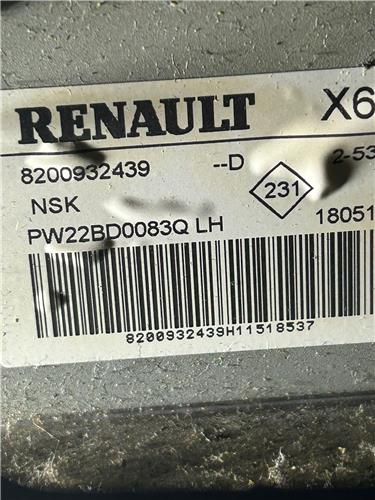 RENAULT X6
8200932439 --D 2-53
NSK 231
PW22BD0083Q LH 18051
8200932439H11518537